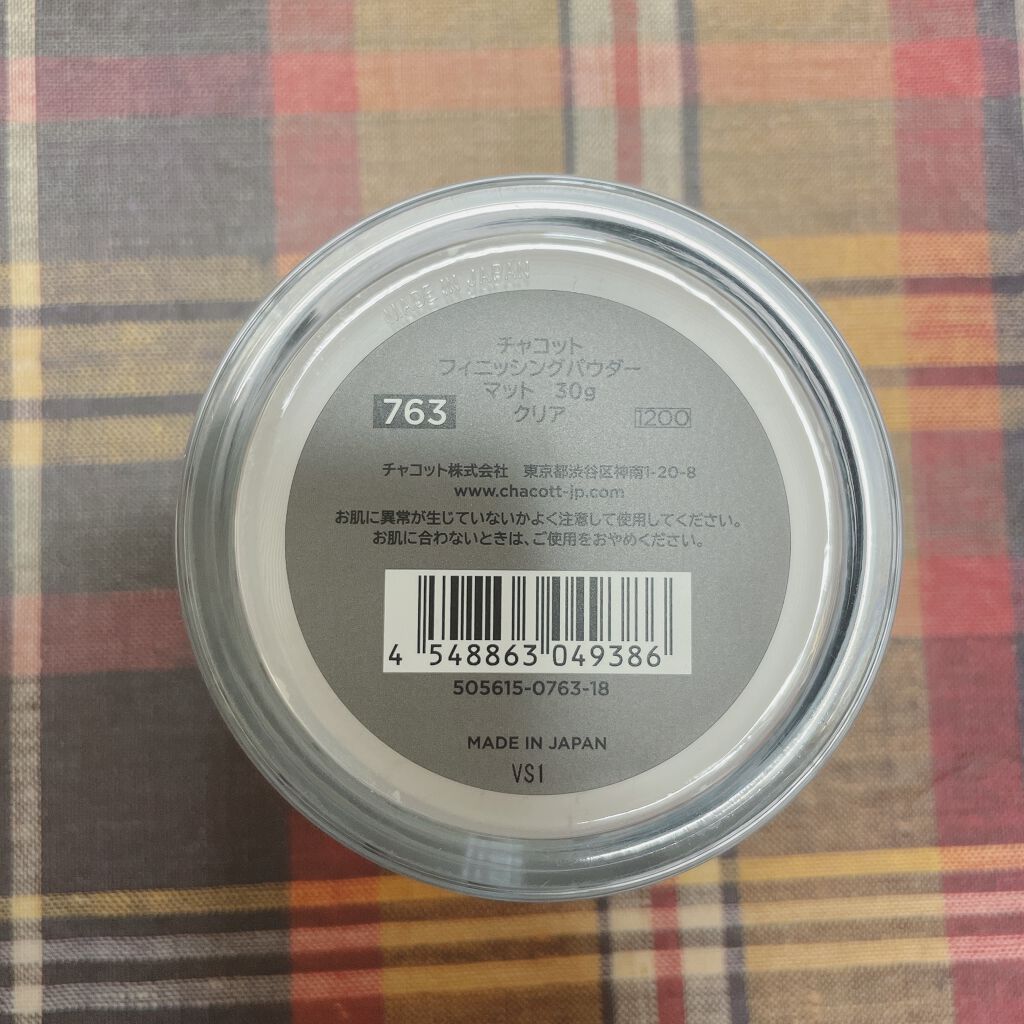 MADE IN JAPAN
チャコット
フィニッシングパウダー
マット 30g
763 クリア 1200
チャコット株式会社 東京都渋谷区神南1-20-8
www.chacott-jp.com
お肌に異常が生じていないかよく注意して使用してください。
お肌に合わないときは、ご使用をおやめください。
4 548863 049386
505615-0763-18
MADE IN JAPAN
VS1